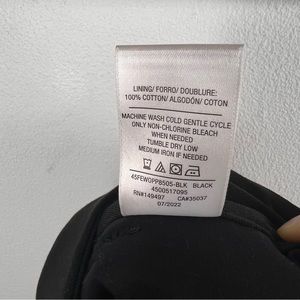 LINING/ FORRO/ DOUBLURE:
100% COTTON/ ALGODÓN/ COTON
MACHINE WASH COLD GENTLE CYCLE
ONLY NON-CHLORINE BLEACH
WHEN NEEDED
TUMBLE DRY LOW
MEDIUM IRON IF NEEDED
45FEWOPP8505-BLK BLACK
4500517095
RN#149497 CA#35037
07/2022